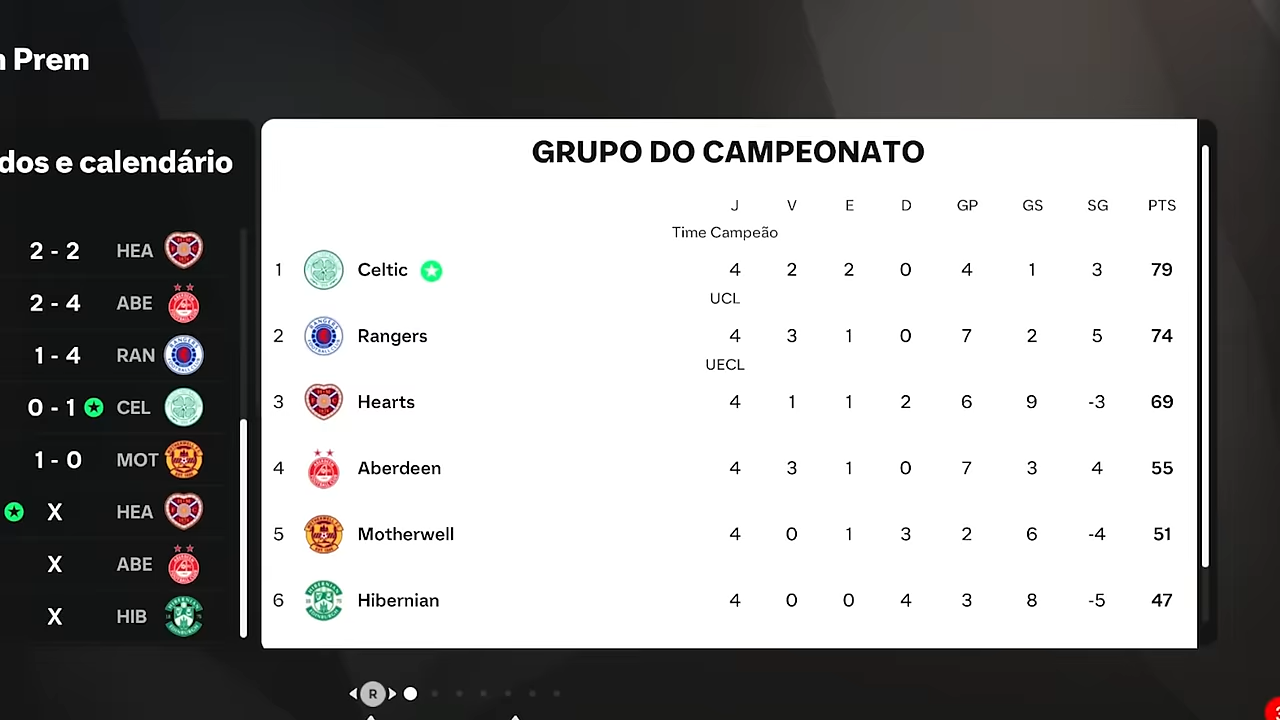 n Prem
dos e calendário
2 - 2 HEA
2 - 4 ABE
1 - 4 RAN
0 - 1 CEL
1 - 0 MOT
X HEA
X ABE
X HIB
GRUPO DO CAMPEONATO
J V E D GP GS SG PTS
Time Campeão
1 Celtic 4 2 2 0 4 1 3 79
UCL
2 Rangers 4 3 1 0 7 2 5 74
UECL
3 Hearts 4 1 1 2 6 9 -3 69
4 Aberdeen 4 3 1 0 7 3 4 55
5 Motherwell 4 0 1 3 2 6 -4 51
6 Hibernian 4 0 0 4 3 8 -5 47
R